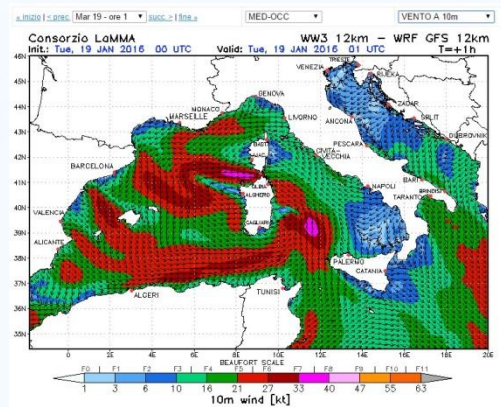 « inizio | < prec. Mar 19 - ore 1 succ. > | fine » MED-OCC VENTO A 10m
Consorzio LaMMA WW3 12km – WRF GFS 12km
Init.: Tue, 19 JAN 2016 00 UTC Valid: Tue, 19 JAN 2016 01 UTC T=+1h
46N
45N
44N
43N
42N
41N
40N
39N
38N
37N
36N
35N
TRIESTE
VENEZIA
RIJEKA
GENOVA
ZADAR
MONACO
MARSEILLE
LIVORNO
ANCONA
SPLIT
BASTIA
PESCARA
DUBROVNIK
CIVITA-
VECCHIA
BARCELONA
OLBIA
BARI
ALGHERO
NAPOLI
BRINDISI
TARANTO
VALENCIA
CAGLIARI
ALICANTE
PALERMO
CATANIA
ALGERI
TUNISI
0 2E 4E 6E 8E 10E 12E 14E 16E 18E 20E
BEAUFORT SCALE
F0 F1 F2 F3 F4 F5 F6 F7 F8 F9 F10 F11
1 3 6 10 16 21 27 33 40 47 55 63
10m wind [kt]